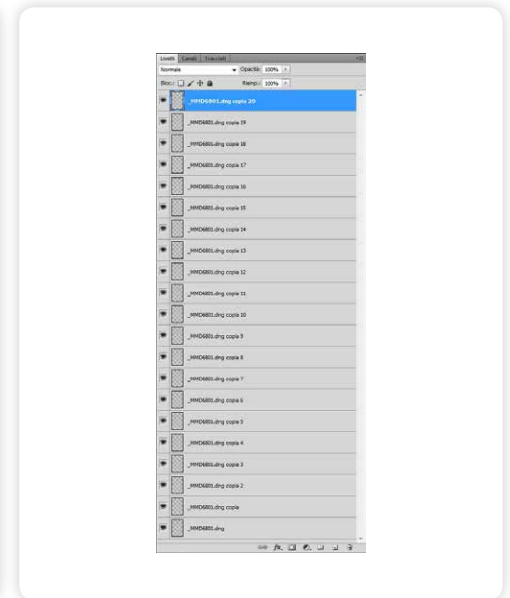 Livelli Canali Tracciati
Normale Opacità: 100%
Bloc.: Riemp.: 100%
_MMD6801.dng copia 20
_MMD6801.dng copia 19
_MMD6801.dng copia 18
_MMD6801.dng copia 17
_MMD6801.dng copia 16
_MMD6801.dng copia 15
_MMD6801.dng copia 14
_MMD6801.dng copia 13
_MMD6801.dng copia 12
_MMD6801.dng copia 11
_MMD6801.dng copia 10
_MMD6801.dng copia 9
_MMD6801.dng copia 8
_MMD6801.dng copia 7
_MMD6801.dng copia 6
_MMD6801.dng copia 5
_MMD6801.dng copia 4
_MMD6801.dng copia 3
_MMD6801.dng copia 2
_MMD6801.dng copia
_MMD6801.dng
fx